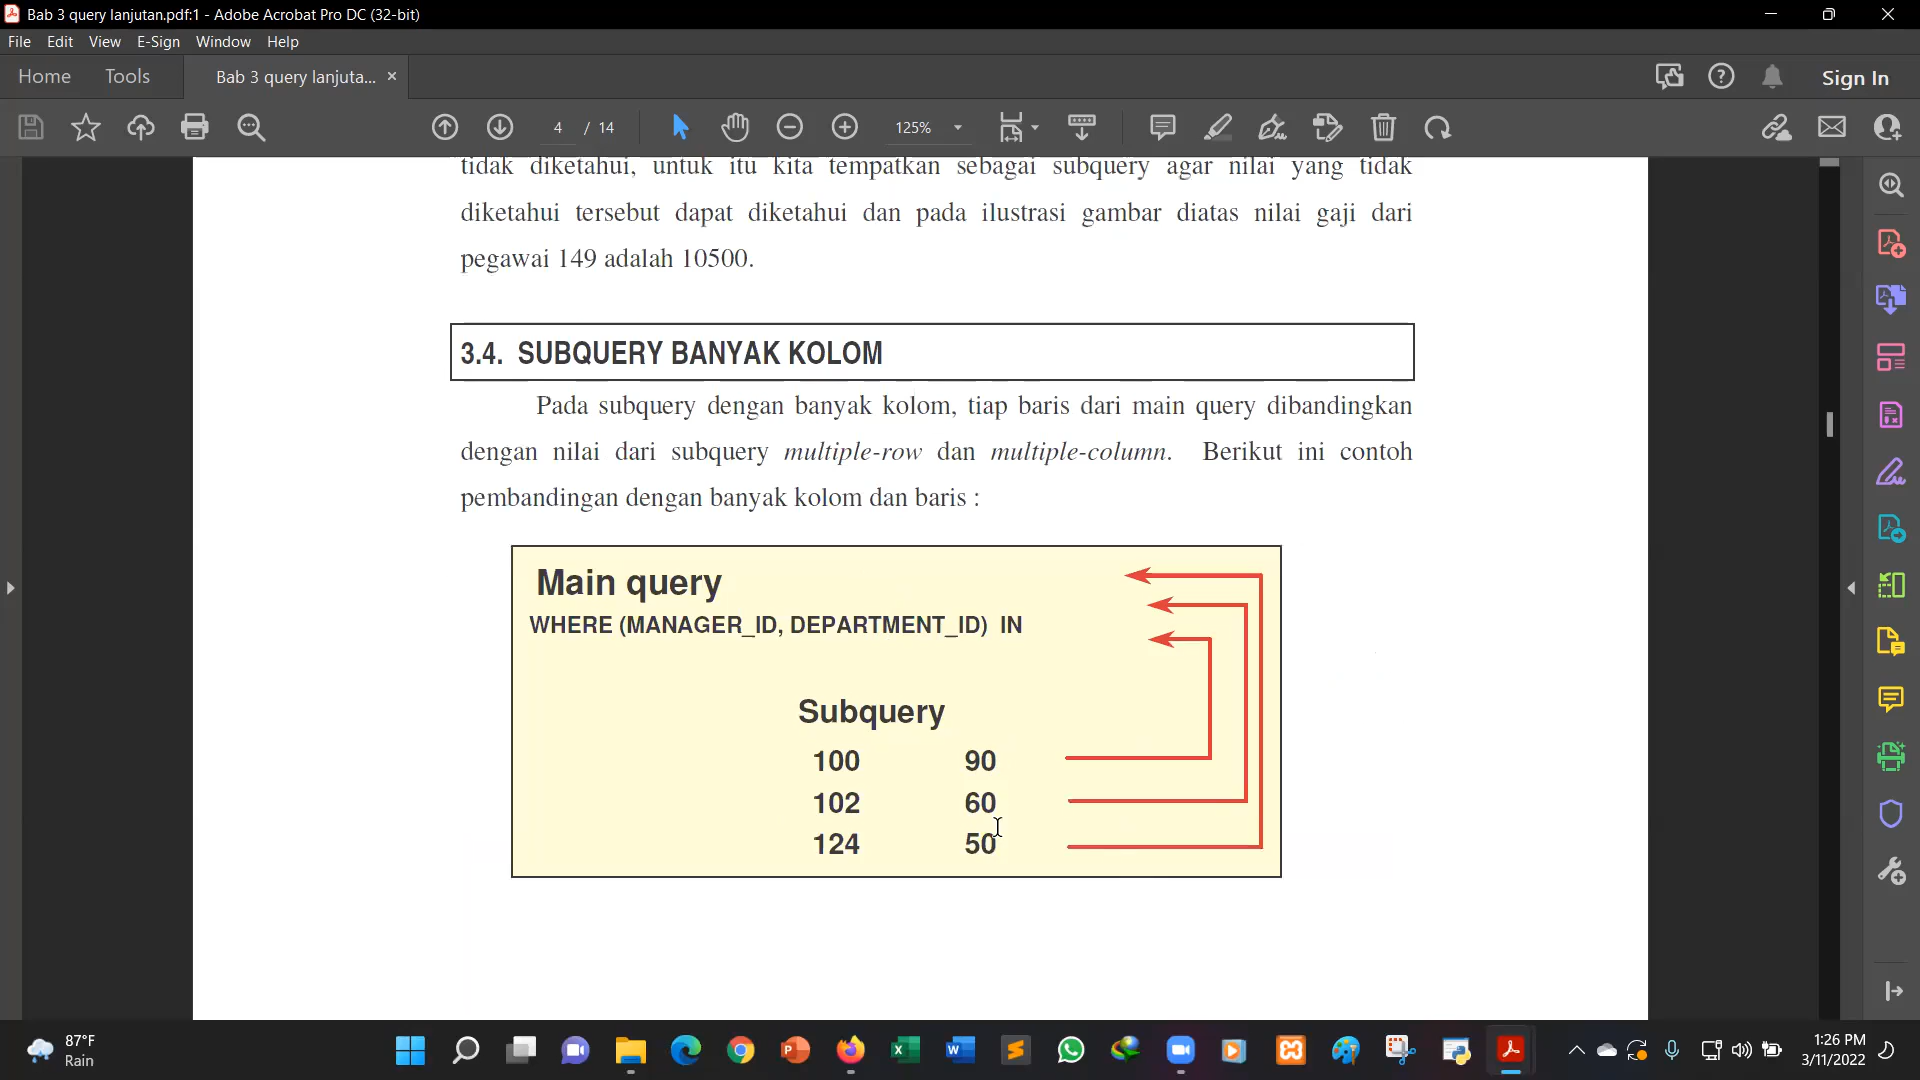 Bab 3 query lanjutan.pdf:1 - Adobe Acrobat Pro DC (32-bit)
File Edit View E-Sign Window Help
Home Tools Bab 3 query lanjuta... × Sign In
4 / 14 125%
tidak diketahui, untuk itu kita tempatkan sebagai subquery agar nilai yang tidak
diketahui tersebut dapat diketahui dan pada ilustrasi gambar diatas nilai gaji dari
pegawai 149 adalah 10500.
3.4. SUBQUERY BANYAK KOLOM
Pada subquery dengan banyak kolom, tiap baris dari main query dibandingkan
dengan nilai dari subquery multiple-row dan multiple-column. Berikut ini contoh
pembandingan dengan banyak kolom dan baris :
Main query
WHERE (MANAGER_ID, DEPARTMENT_ID) IN
Subquery
100 90
102 60
124 50
87°F
Rain
1:26 PM
3/11/2022